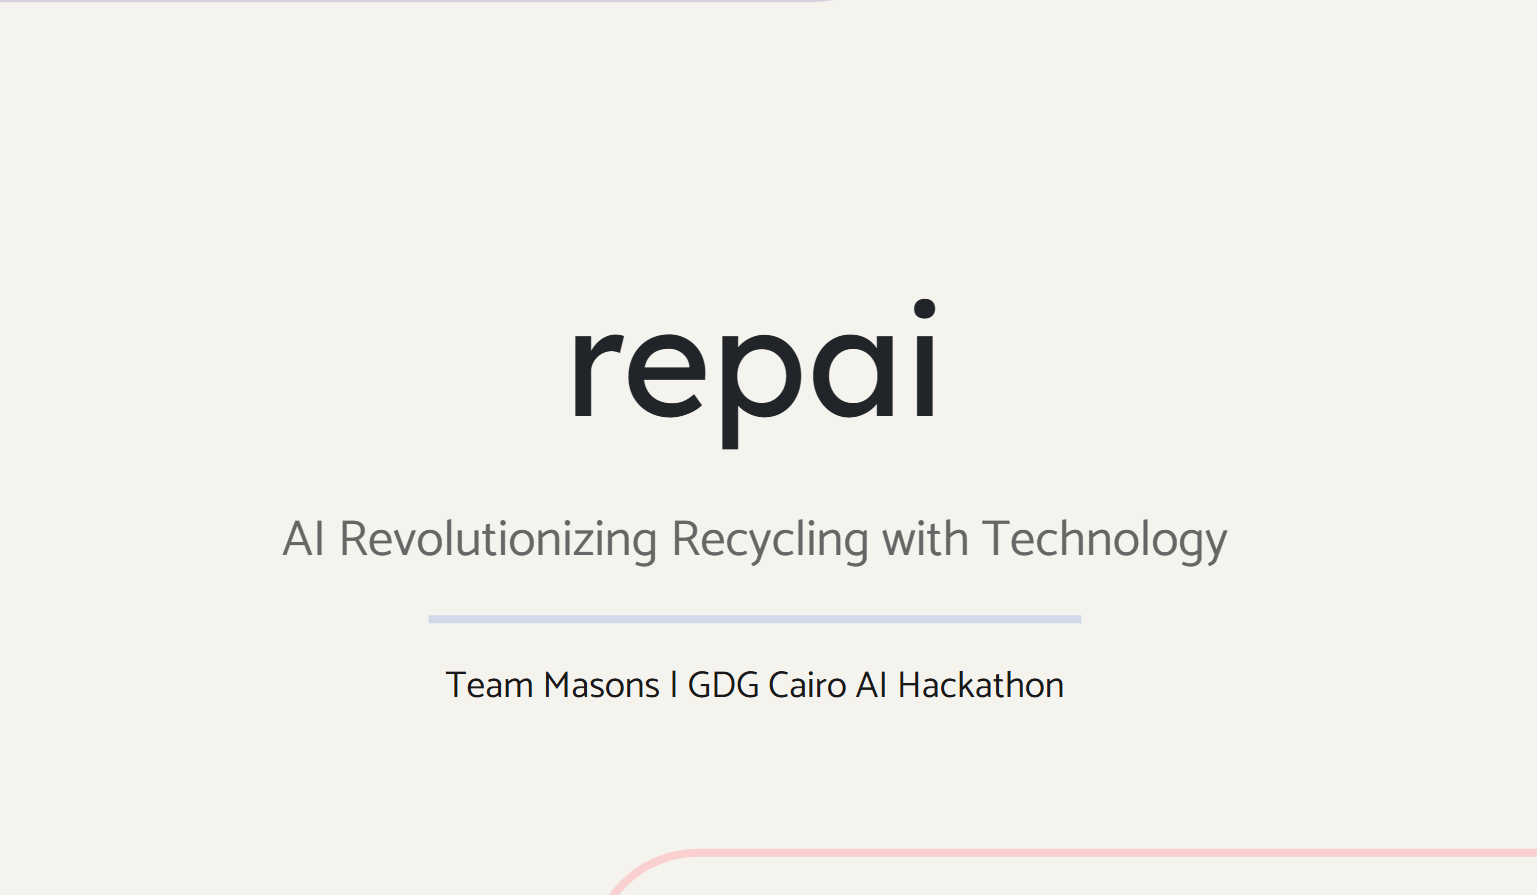 repai
AI Revolutionizing Recycling with Technology
Team Masons | GDG Cairo AI Hackathon